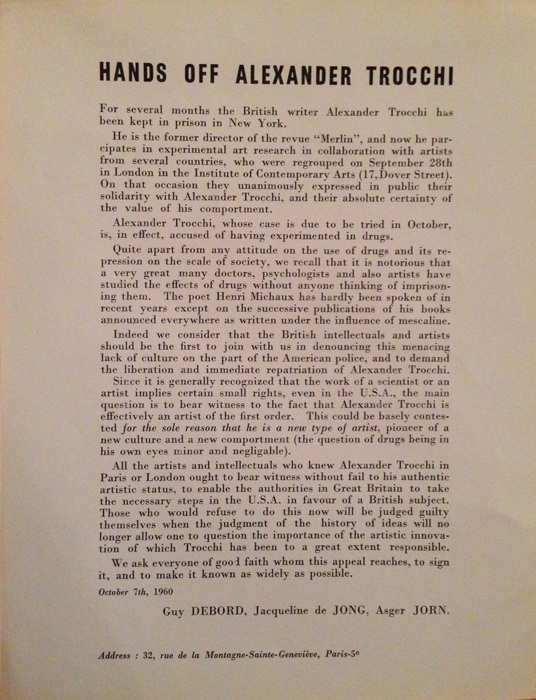 HANDS OFF ALEXANDER TROCCHI
For several months the British writer Alexander Trocchi has
been kept in prison in New York.
He is the former director of the revue “Merlin”, and now he par-
cipates in experimental art research in collaboration with artists
from several countries, who were regrouped on September 28th
in London in the Institute of Contemporary Arts (17, Dover Street).
On that occasion they unanimously expressed in public their
solidarity with Alexander Trocchi, and their absolute certainty of
the value of his comportment.
Alexander Trocchi, whose case is due to be tried in October,
is, in effect, accused of having experimented in drugs.
Quite apart from any attitude on the use of drugs and its re-
pression on the scale of society, we recall that it is notorious that
a very great many doctors, psychologists and also artists have
studied the effects of drugs without anyone thinking of imprison-
ing them. The poet Henri Michaux has hardly been spoken of in
recent years except on the successive publications of his books
announced everywhere as written under the influence of mescaline.
Indeed we consider that the British intellectuals and artists
should be the first to join with us in denouncing this menacing
lack of culture on the part of the American police, and to demand
the liberation and immediate repatriation of Alexander Trocchi.
Since it is generally recognized that the work of a scientist or an
artist implies certain small rights, even in the U.S.A., the main
question is to bear witness to the fact that Alexander Trocchi is
effectively an artist of the first order. This could be basely contes-
ted for the sole reason that he is a new type of artist, pioneer of a
new culture and a new comportment (the question of drugs being in
his own eyes minor and negligable).
All the artists and intellectuals who knew Alexander Trocchi in
Paris or London ought to bear witness without fail to his authentic
artistic status, to enable the authorities in Great Britain to take
the necessary steps in the U.S.A. in favour of a British subject.
Those who would refuse to do this now will be judged guilty
themselves when the judgment of the history of ideas will no
longer allow one to question the importance of the artistic innova-
tion of which Trocchi has been to a great extent responsible.
We ask everyone of good faith whom this appeal reaches, to sign
it, and to make it known as widely as possible.
October 7th, 1960
Guy DEBORD, Jacqueline de JONG, Asger JORN.
Address : 32, rue de la Montagne-Sainte-Geneviève, Paris-5e